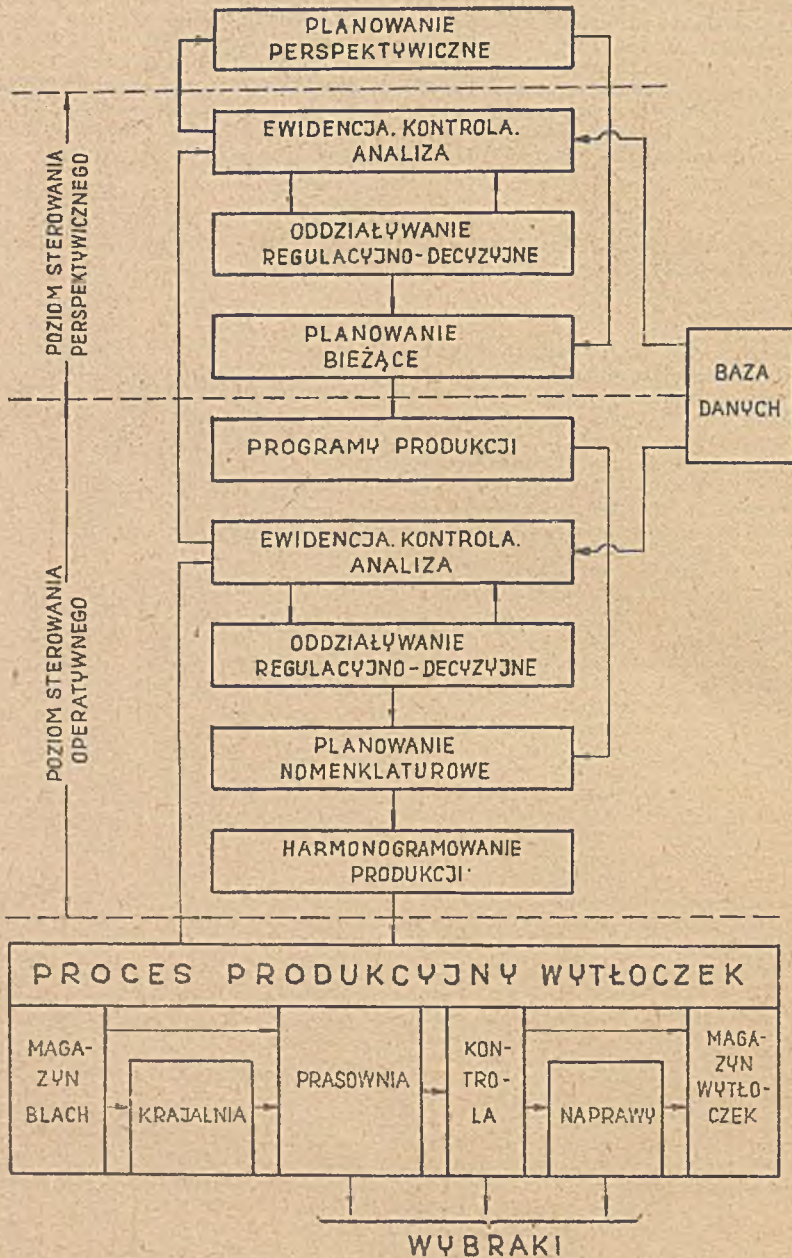 PLANOWANIE
PERSPEKTYWICZNE
EWIDENCJA. KONTROLA.
ANALIZA
ODDZIAŁYWANIE
REGULACYJNO-DECYZYJNE
PLANOWANIE
BIEŻĄCE
POZIOM STEROWANIA
PERSPEKTYWICZNEGO
BAZA
DANYCH
PROGRAMY PRODUKCJI
EWIDENCJA. KONTROLA.
ANALIZA
ODDZIAŁYWANIE
REGULACYJNO-DECYZYJNE
PLANOWANIE
NOMENKLATUROWE
HARMONOGRAMOWANIE
PRODUKCJI
POZIOM STEROWANIA
OPERATYWNEGO
PROCES PRODUKCYJNY WYTŁOCZEK
MAGA-
ZYN
BLACH
KRAJALNIA
PRASOWNIA
KON-
TRO-
LA
NAPRAWY
MAGA-
ZYN
WYTŁO-
CZEK
WYBRAKI